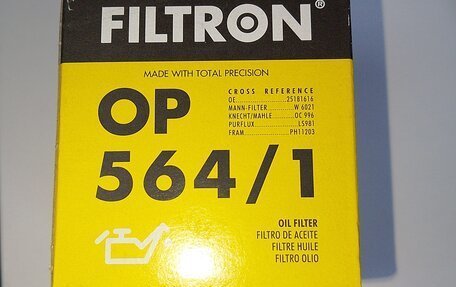 FILTRON®
MADE WITH TOTAL PRECISION
OP
564/1
CROSS REFERENCE
OE....................25181616
MANN-FILTER..........W 6021
KNECHT/MAHLE........OC 996
PURFLUX.................LS981
FRAM...................PH11203
OIL FILTER
FILTRO DE ACEITE
FILTRE HUILE
FILTRO OLIO